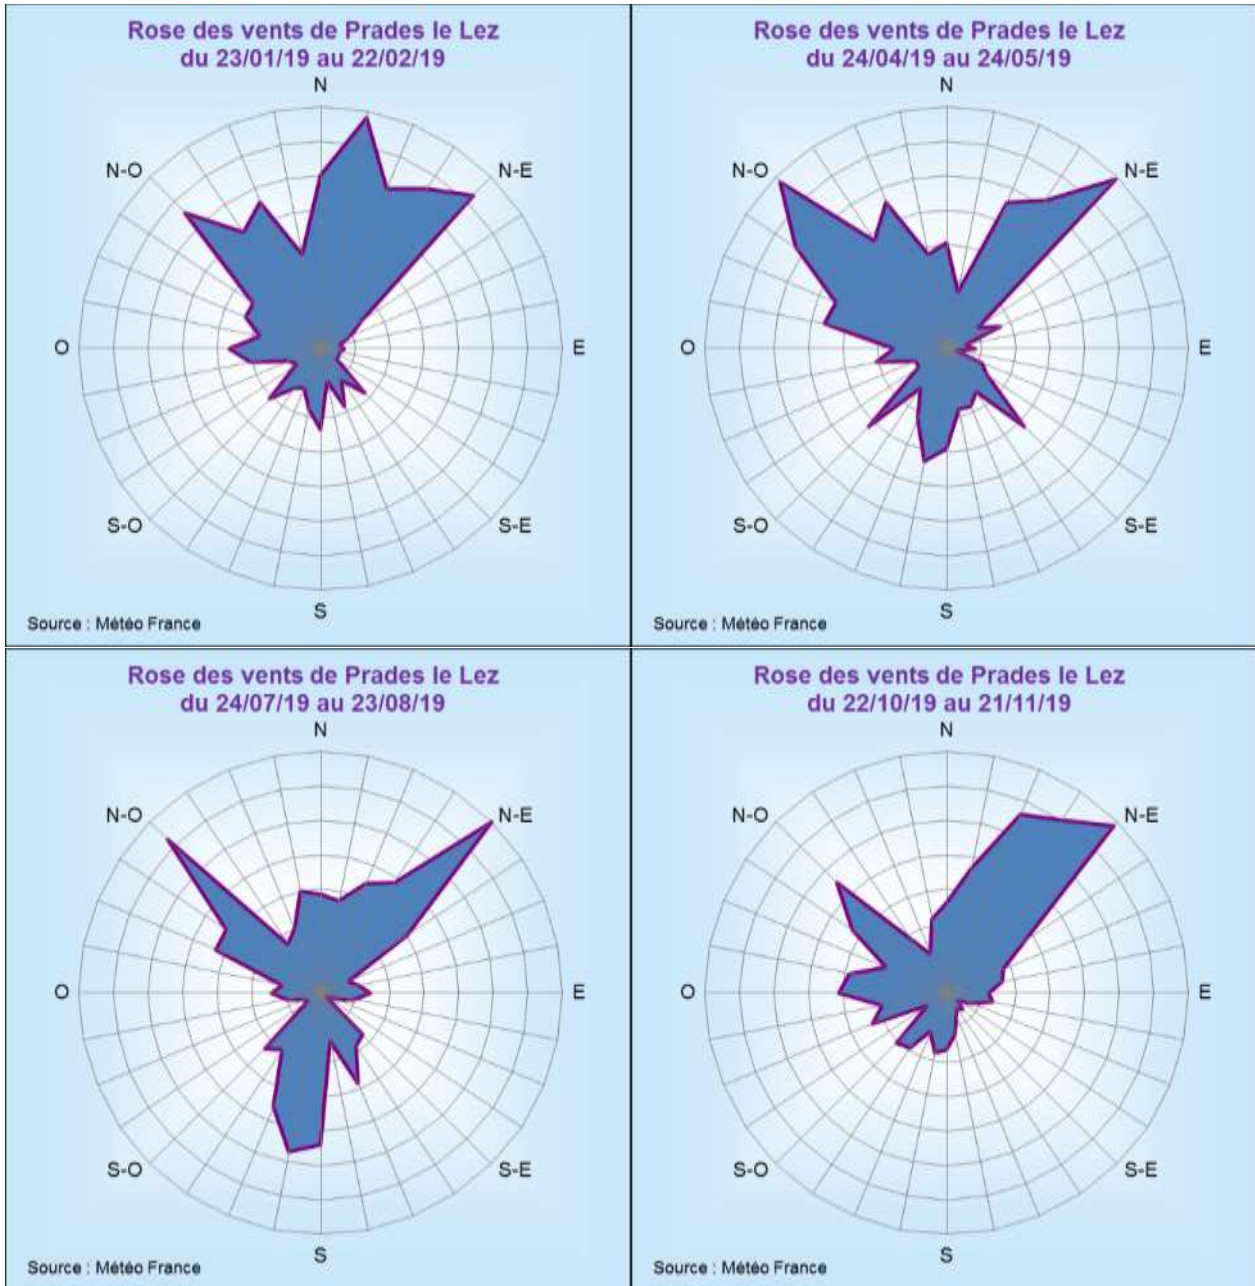 Rose des vents de Prades le Lez
du 23/01/19 au 22/02/19
N
N-O
N-E
O
E
S-O
S-E
S
Source : Météo France
Rose des vents de Prades le Lez
du 24/04/19 au 24/05/19
N
N-O
N-E
O
E
S-O
S-E
S
Source : Météo France
Rose des vents de Prades le Lez
du 24/07/19 au 23/08/19
N
N-O
N-E
O
E
S-O
S-E
S
Source : Météo France
Rose des vents de Prades le Lez
du 22/10/19 au 21/11/19
N
N-O
N-E
O
E
S-O
S-E
S
Source : Météo France